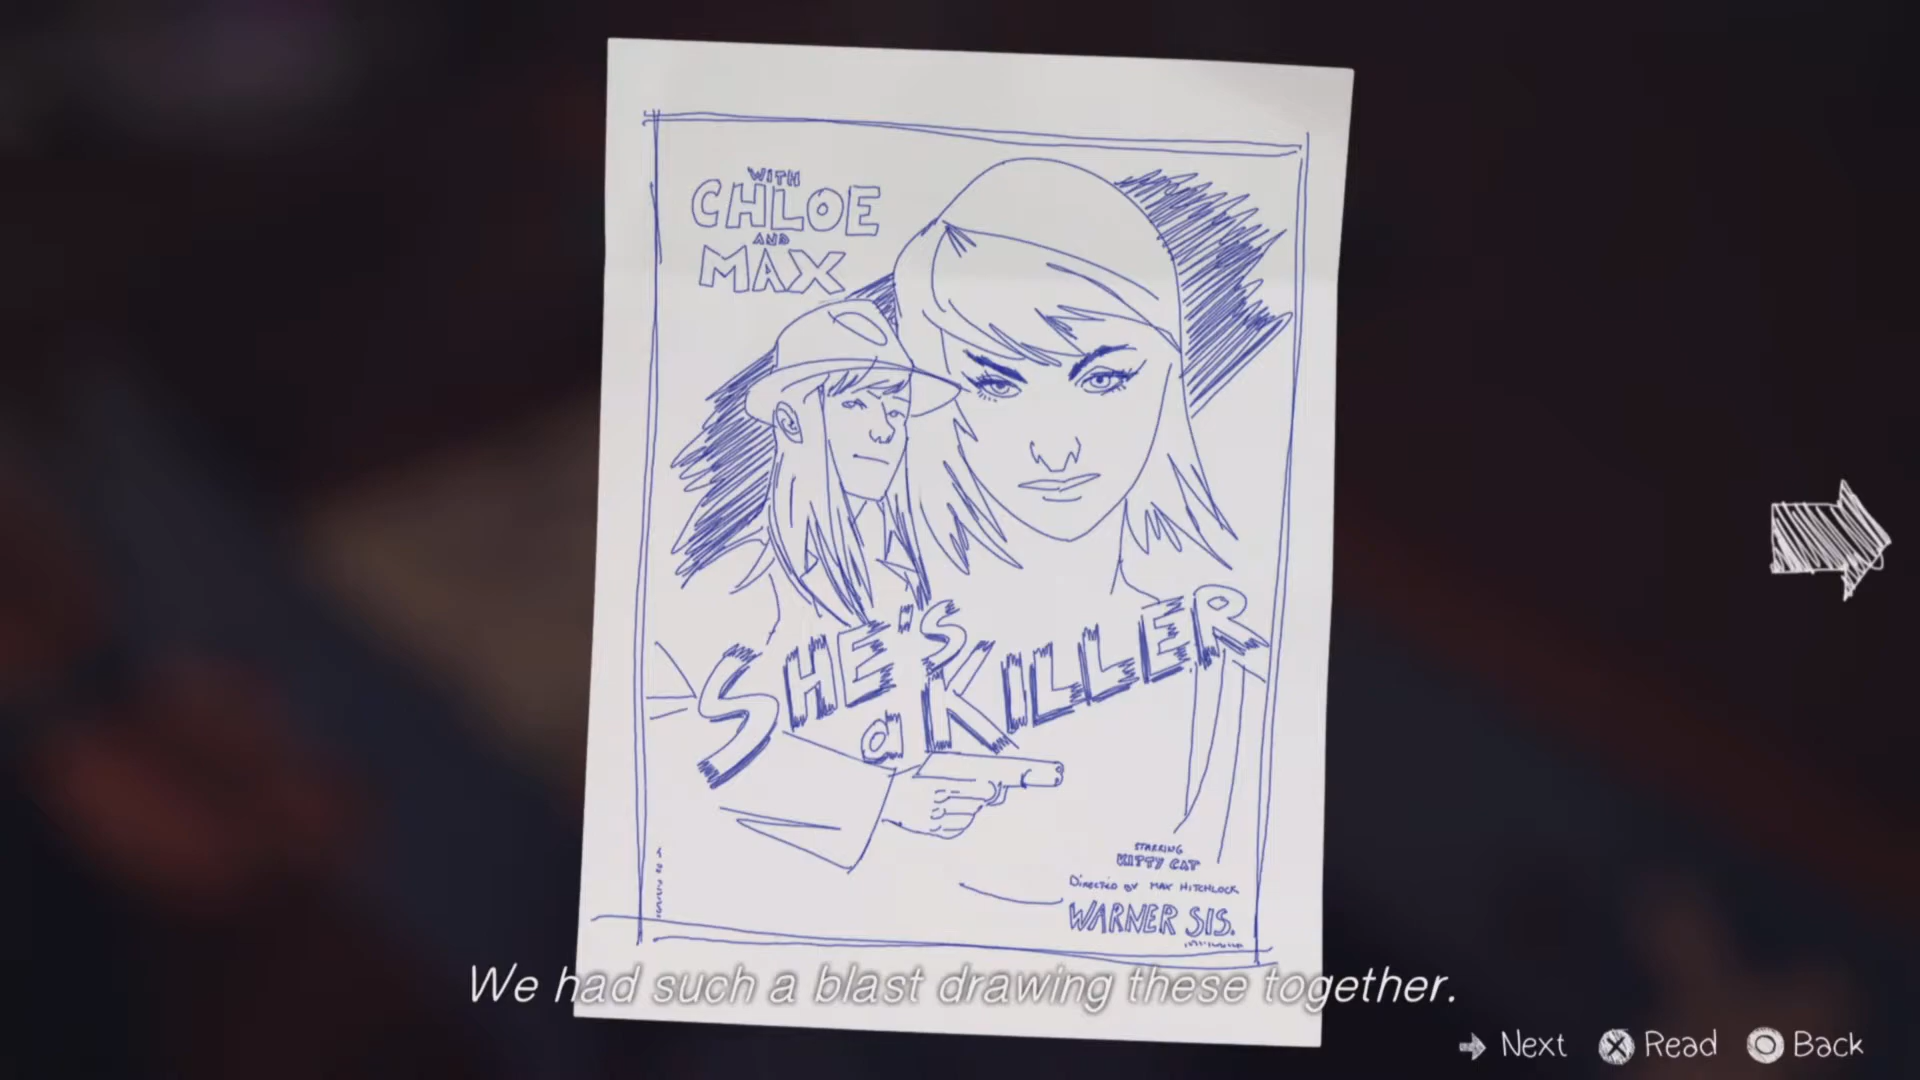 WITH
CHLOE
AND
MAX
SHE'S
a KILLER
STARRING
KITTY CAT
DIRECTED BY MAX HITCHLOCK
WARNER SIS.
We had such a blast drawing these together.
Next Read Back